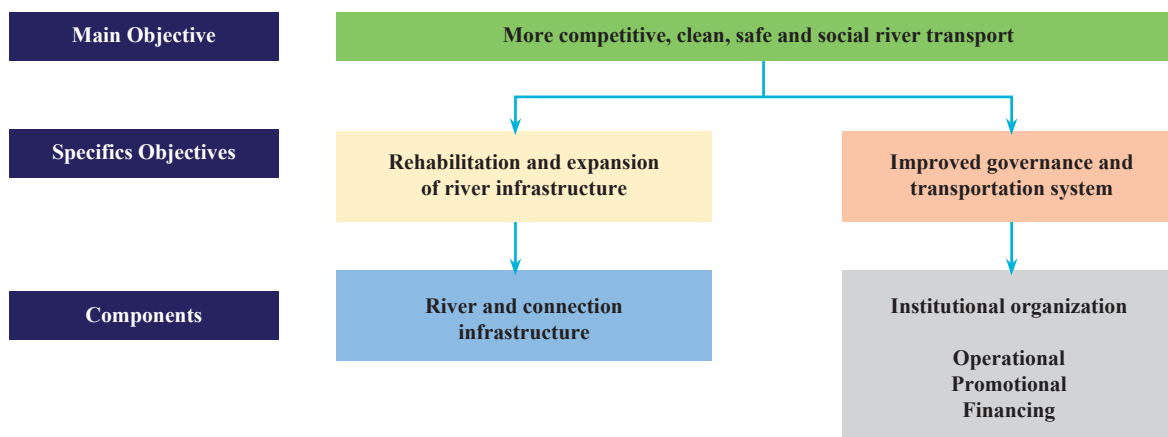 Main Objective
More competitive, clean, safe and social river transport
Specifics Objectives
Rehabilitation and expansion
of river infrastructure
Improved governance and
transportation system
Components
River and connection
infrastructure
Institutional organization
Operational
Promotional
Financing